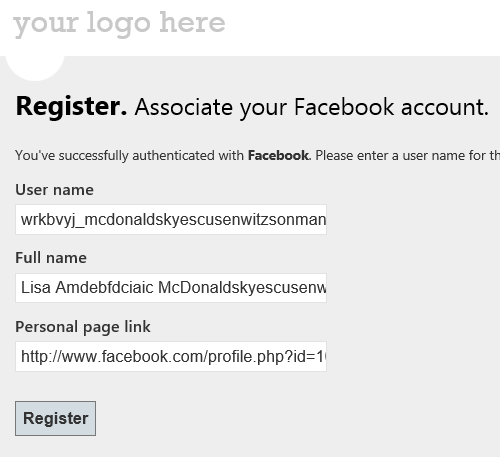 your logo here
Register. Associate your Facebook account.
You've successfully authenticated with Facebook. Please enter a user name for th
User name
wrkbvyj_mcdonaldskyescusenwitzsonman
Full name
Lisa Amdebfdciaic McDonaldskyescusenw
Personal page link
http://www.facebook.com/profile.php?id=10
Register